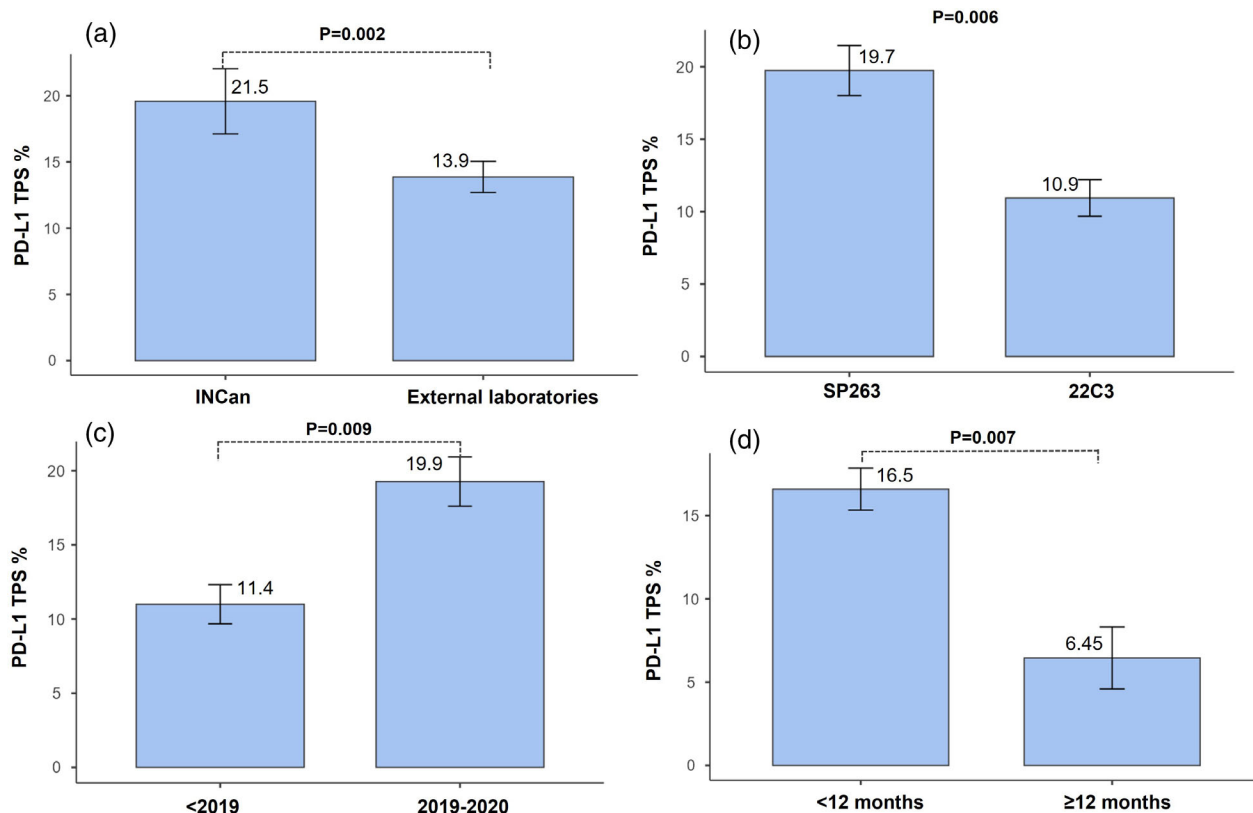 (a)
P=0.002
PD-L1 TPS %
20
15
10
5
0
21.5
13.9
INCan
External laboratories
(b)
P=0.006
PD-L1 TPS %
20
15
10
5
0
19.7
10.9
SP263
22C3
(c)
P=0.009
PD-L1 TPS %
20
15
10
5
0
11.4
19.9
<2019
2019-2020
(d)
P=0.007
PD-L1 TPS %
15
10
5
0
16.5
6.45
<12 months
≥12 months